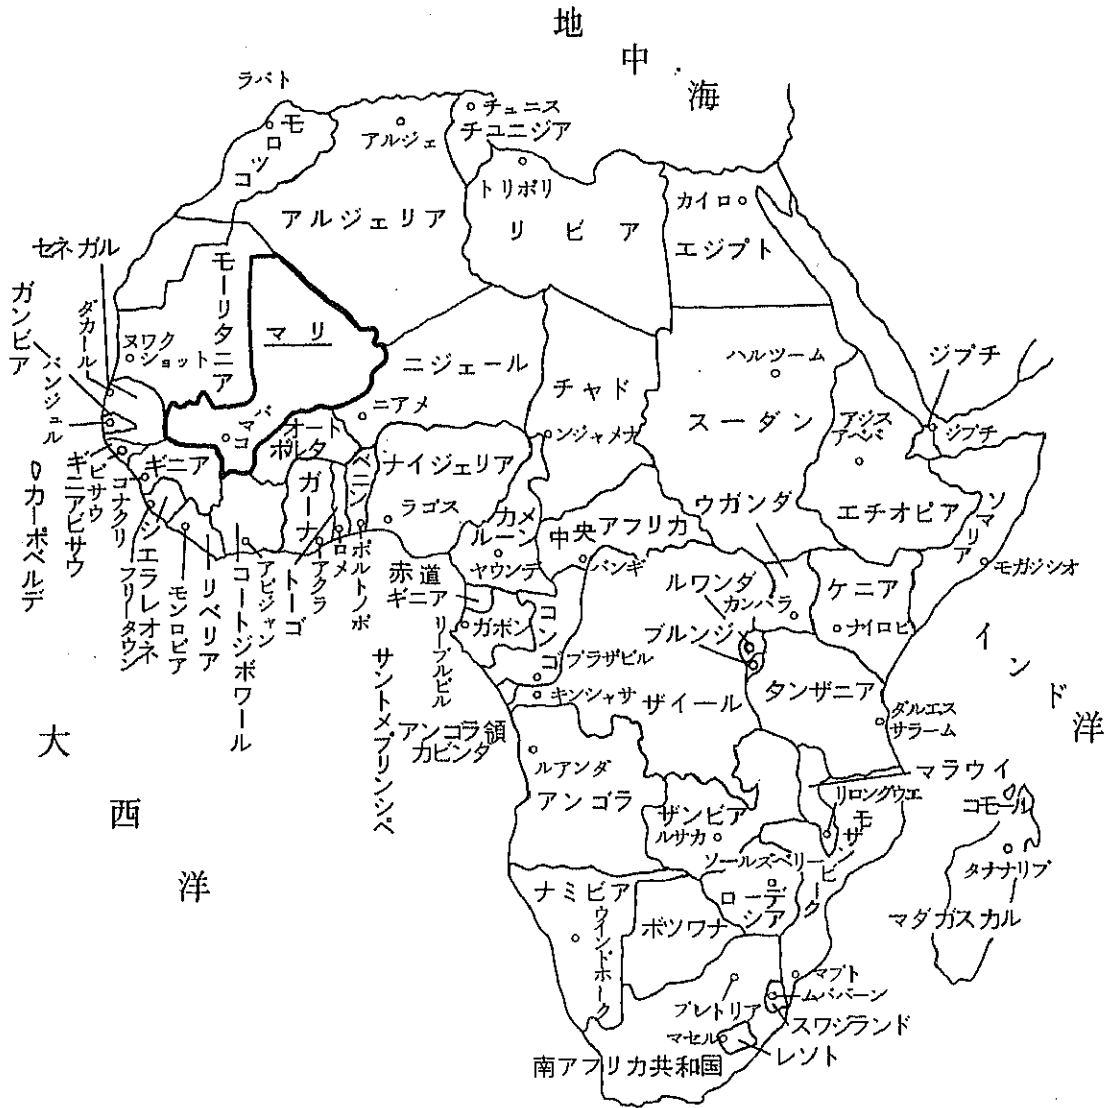 地中海
ラバト
モロツコ
アルジェ
チュニス
チユニジア
トリポリ
カイロ
アルジェリア
リビア
エジプト
セネガル
モーリタニア
ガンビア
ダカール
バンジュル
ヌワク
ショット
マリ
ニジェール
チャド
ハルツーム
スーダン
ジプチ
ジプチ
アジス
アベバ
ニアメ
バマコ
オート
ボルタ
ンジャメナ
ギニア
ナイジェリア
ベニン
ガーナ
ラゴス
カメ
ルーン
ヤウンデ
中央アフリカ
バンギ
ウガンダ
エチオピア
ソマリア
モガジシオ
カーボベルデ
ギニアビサウ
ビサウ
コナクリ
フリータウン
シエラレオネ
モンロビア
リベリア
コートジボワール
アビジャン
トーゴ
アクラ
ロメ
ポルトノボ
赤道
ギニア
ガボン
リーブルビル
コンゴ
ブラザビル
キンシャサ
ザイール
ルワンダ
カンパラ
ブルンジ
ケニア
ナイロビ
タンザニア
ダルエス
サラーム
インド洋
サントメプリンシペ
アンゴラ領
カビンダ
大西洋
ルアンダ
アンゴラ
ザンビア
ルサカ
マラウイ
リロングウエ
モザンビーク
コモール
タナナリブ
マダガスカル
ソールズベリー
ローデ
シア
ナミビア
ウインドホーク
ボツワナ
マプト
ムババーン
スワジランド
プレトリア
マセル
レソト
南アフリカ共和国